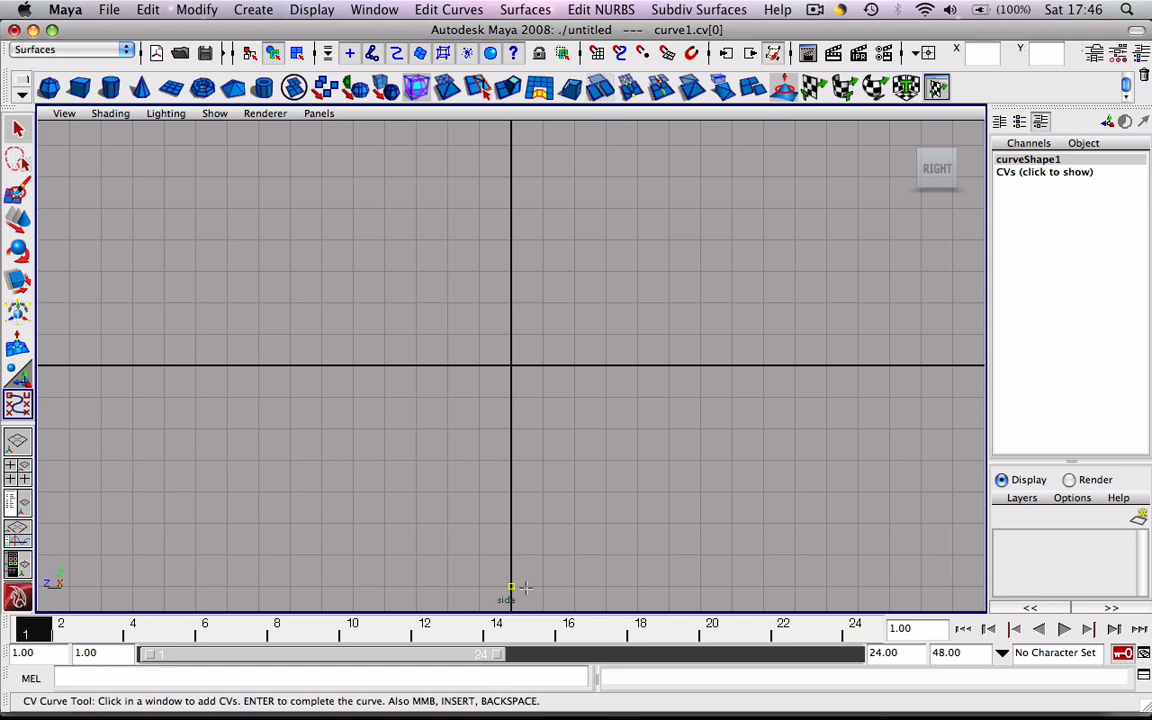 Maya File Edit Modify Create Display Window Edit Curves Surfaces Edit NURBS Subdiv Surfaces Help (100%) Sat 17:46
Autodesk Maya 2008: ./untitled --- curve1.cv[0]
Surfaces X Y
View Shading Lighting Show Renderer Panels
Channels Object
curveShape1
CVs (click to show)
RIGHT
Display Render
Layers Options Help
y
z x
side
<< >>
1 2 4 6 8 10 12 14 16 18 20 22 24 1.00
1.00 1.00 1 24 24.00 48.00 No Character Set
MEL
CV Curve Tool: Click in a window to add CVs. ENTER to complete the curve. Also MMB, INSERT, BACKSPACE.